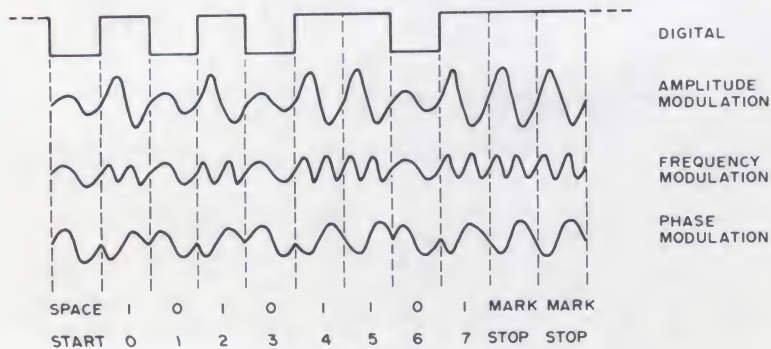 DIGITAL
AMPLITUDE
MODULATION
FREQUENCY
MODULATION
PHASE
MODULATION
SPACE 1 0 1 0 1 1 0 1 MARK MARK
START 0 1 2 3 4 5 6 7 STOP STOP